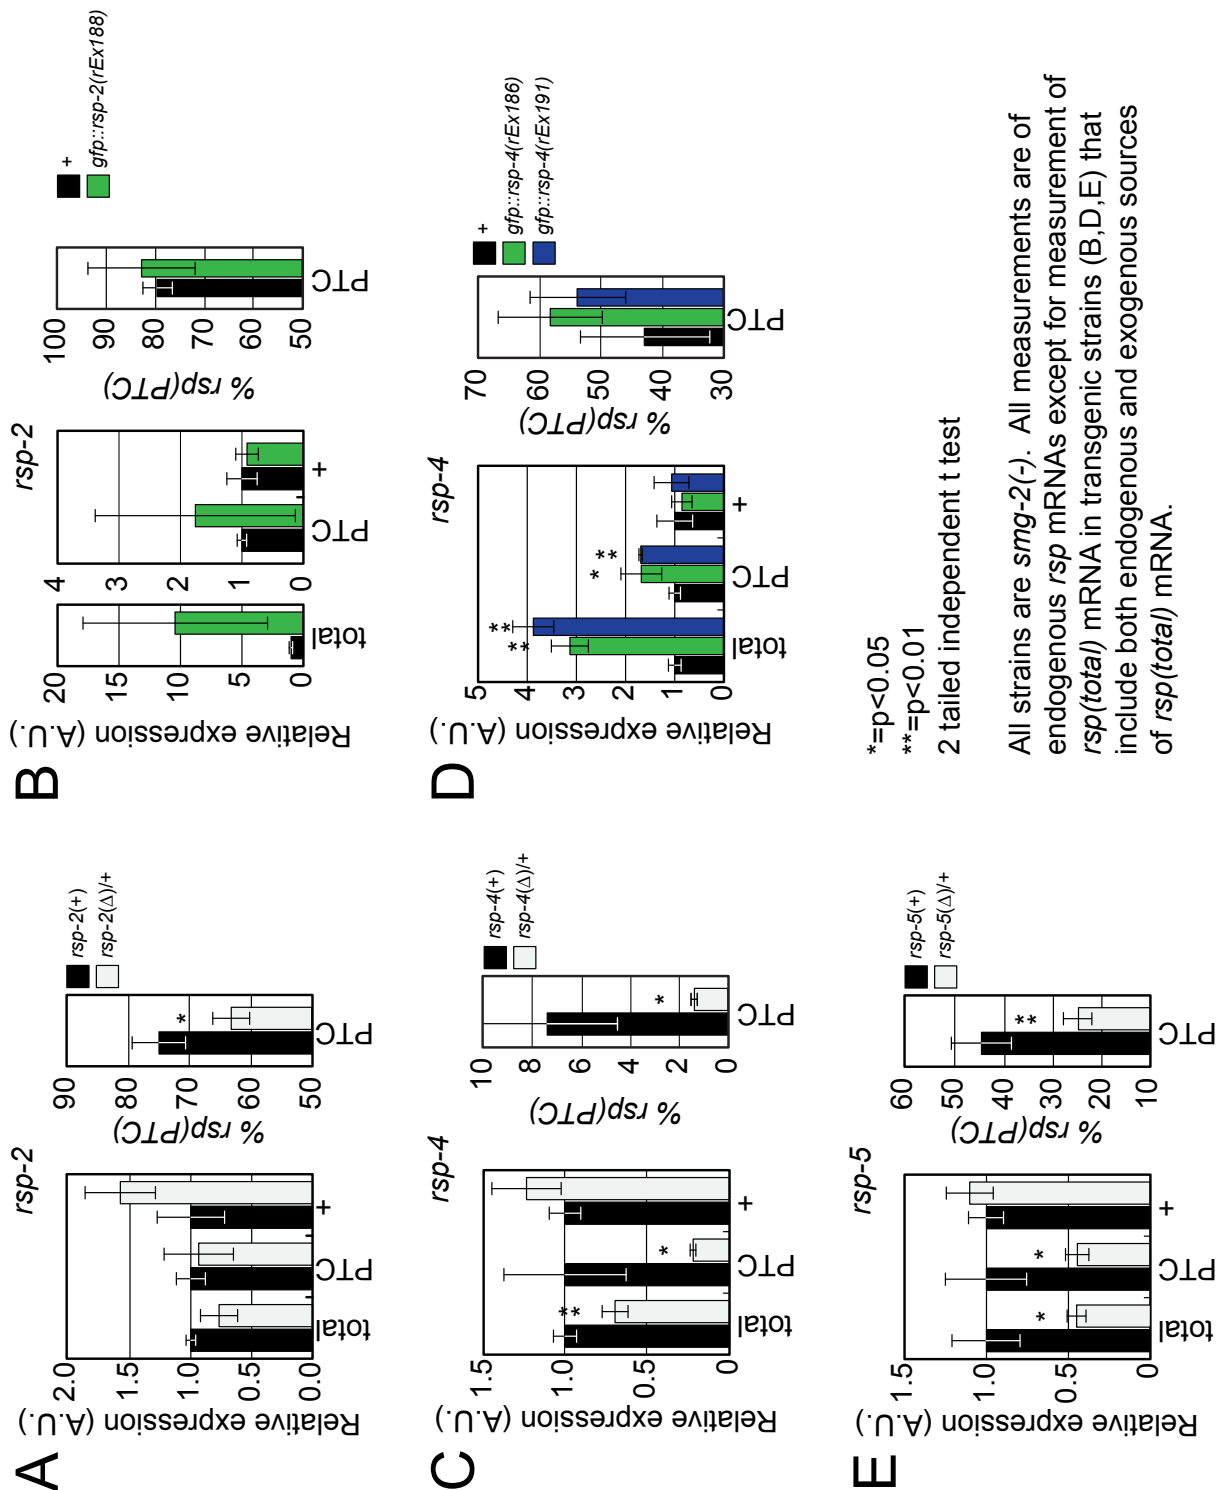 A
rsp-2
Relative expression (A.U.)
2.0
1.5
1.0
0.5
0.0
total
PTC
+
% rsp(PTC)
90
80
70
60
50
*
PTC
rsp-2(+)
rsp-2(Δ)/+
B
rsp-2
Relative expression (A.U.)
20
15
10
5
0
total
4
3
2
1
0
PTC
+
% rsp(PTC)
100
90
80
70
60
50
PTC
+
gfp::rsp-2(rEx188)
C
rsp-4
Relative expression (A.U.)
1.5
1.0
0.5
0
**
*
total
PTC
+
% rsp(PTC)
10
8
6
4
2
0
*
PTC
rsp-4(+)
rsp-4(Δ)/+
D
rsp-4
Relative expression (A.U.)
5
4
3
2
1
0
**
**
*
**
total
PTC
+
% rsp(PTC)
70
60
50
40
30
PTC
+
gfp::rsp-4(rEx186)
gfp::rsp-4(rEx191)
E
rsp-5
Relative expression (A.U.)
1.5
1.0
0.5
0
*
*
total
PTC
+
% rsp(PTC)
60
50
40
30
20
10
**
PTC
rsp-5(+)
rsp-5(Δ)/+
*=p<0.05
**=p<0.01
2 tailed independent t test
All strains are smg-2(-). All measurements are of
endogenous rsp mRNAs except for measurement of
rsp(total) mRNA in transgenic strains (B,D,E) that
include both endogenous and exogenous sources
of rsp(total) mRNA.